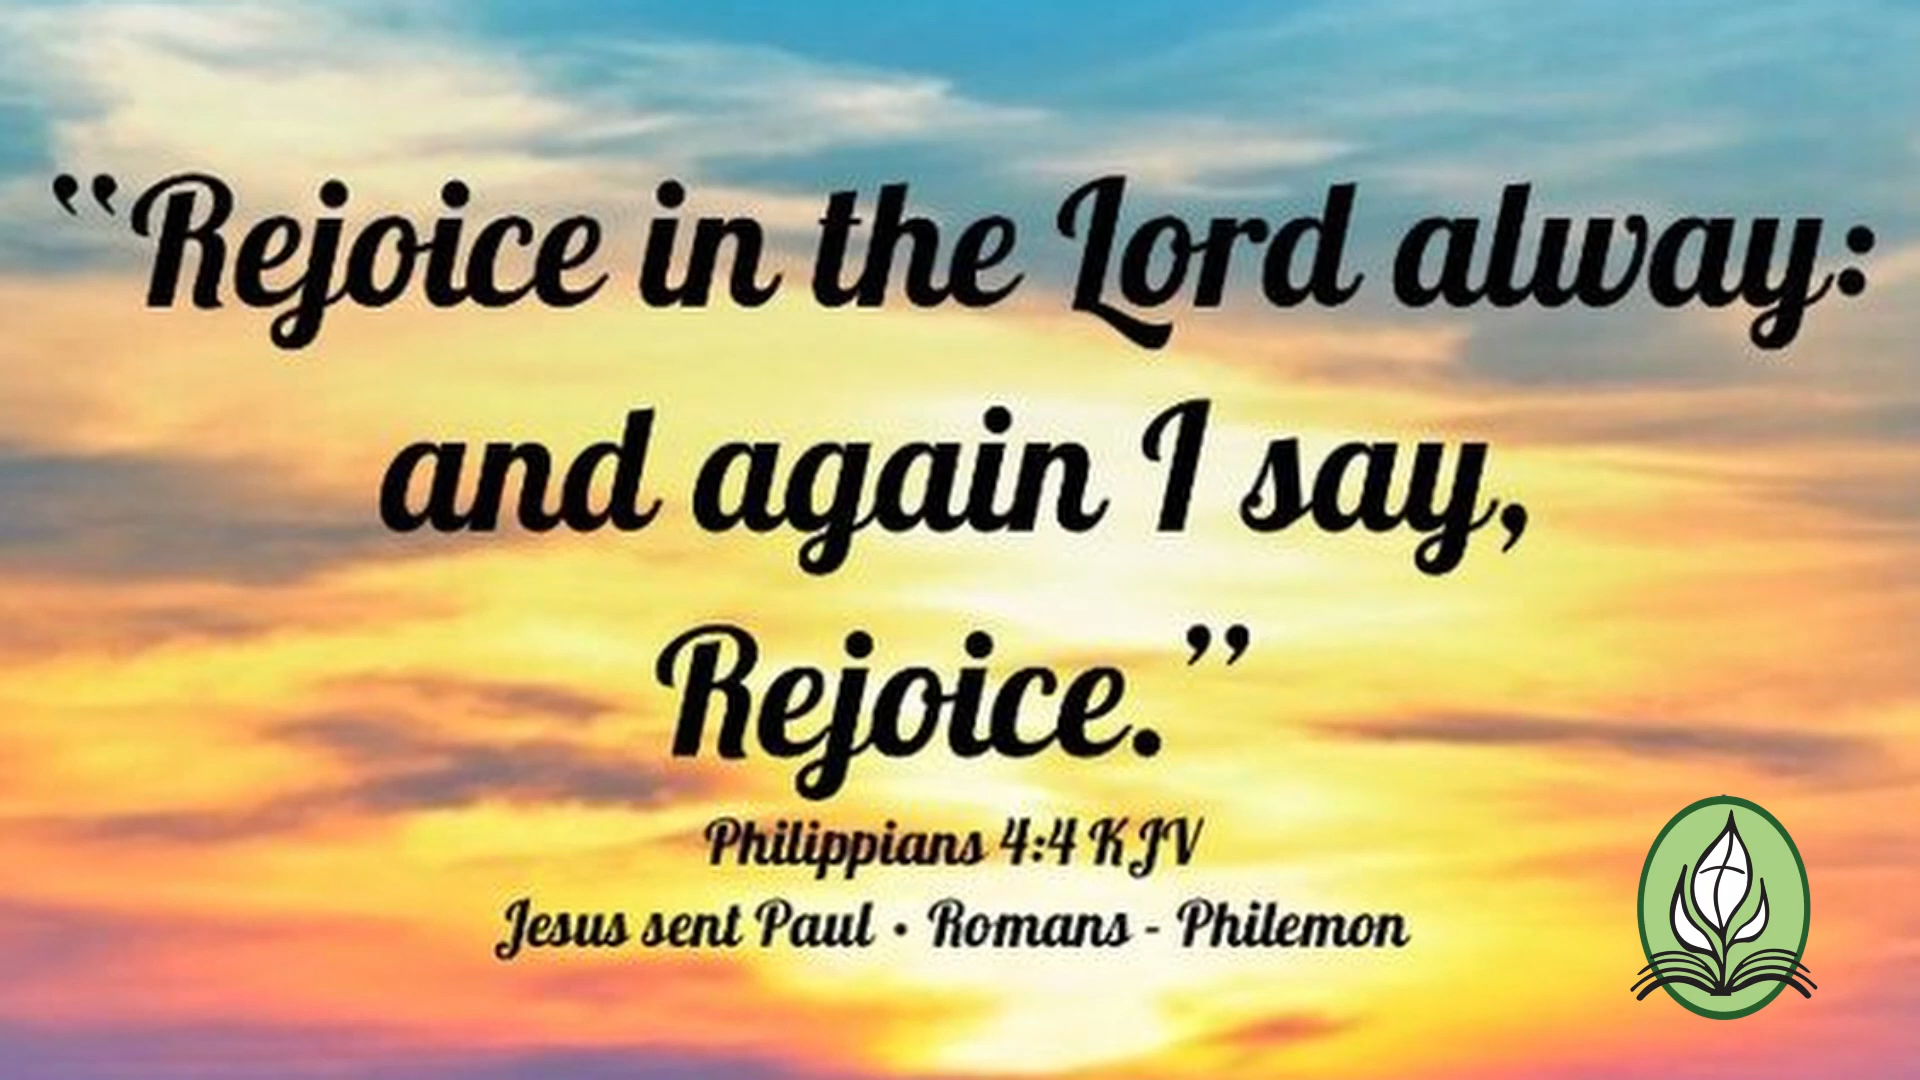 “Rejoice in the Lord alway:
and again I say,
Rejoice.”
Philippians 4:4 KJV
Jesus sent Paul • Romans - Philemon